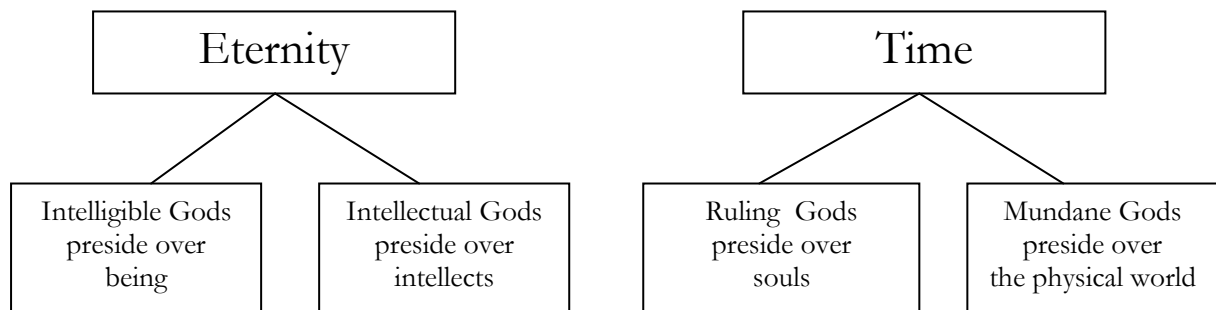 Eternity
Time
Intelligible Gods
preside over
being
Intellectual Gods
preside over
intellects
Ruling Gods
preside over
souls
Mundane Gods
preside over
the physical world